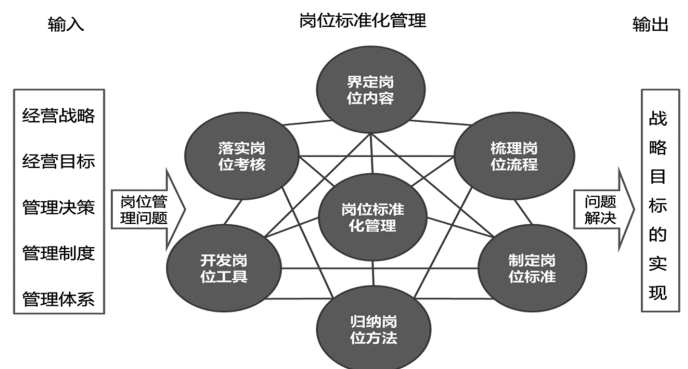 输入
岗位标准化管理
输出
经营战略
经营目标
管理决策
管理制度
管理体系
岗位管
理问题
界定岗
位内容
落实岗
位考核
梳理岗
位流程
岗位标准
化管理
开发岗
位工具
制定岗
位标准
归纳岗
位方法
问题
解决
战
略
目
标
的
实
现